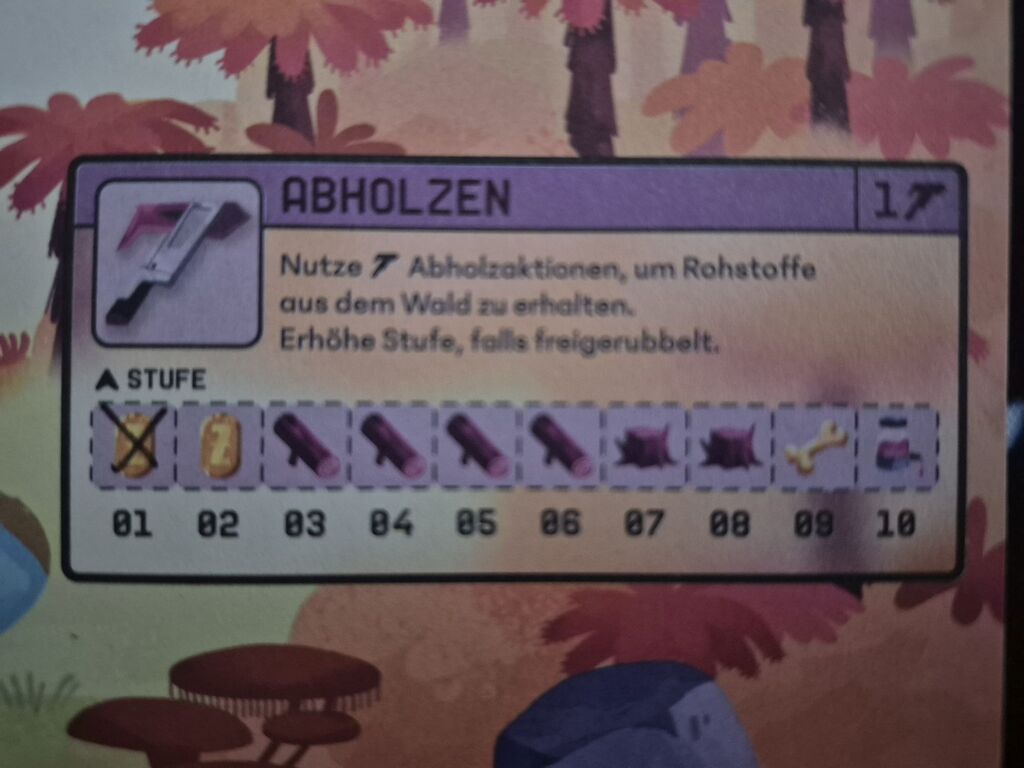 ABHOLZEN
1
Nutze Abholzaktionen, um Rohstoffe
aus dem Wald zu erhalten.
Erhöhe Stufe, falls freigerubbelt.
STUFE
Z
01 02 03 04 05 06 07 08 09 10